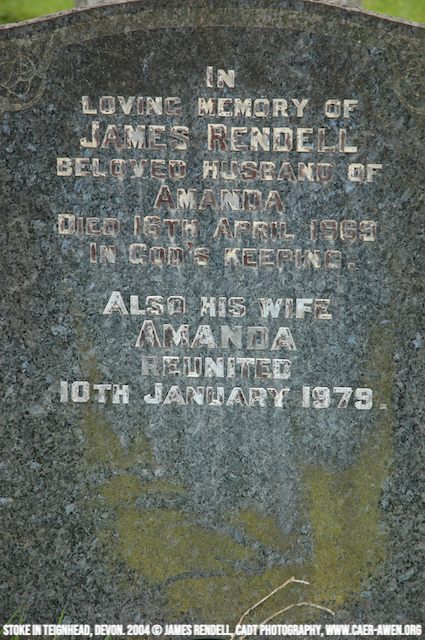 In
Loving Memory of
James Rendell
Beloved Husband of
Amanda
Died 16th April 1969
In God's Keeping.
Also His Wife
Amanda
Reunited
10th January 1979.
STOKE IN TEIGNHEAD, DEVON. 2004 © JAMES RENDELL, CADT PHOTOGRAPHY, WWW.CAER-AWEN.ORG